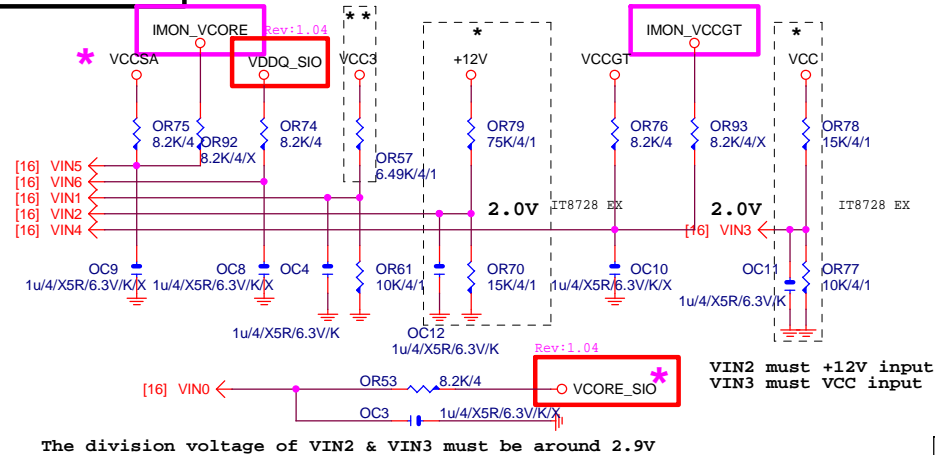 IMON_VCORE Rev:1.04 ** IMON_VCCGT
* VCCSA VDDQ_SIO VCC3 * +12V VCCGT * VCC
OR75 8.2K/4
OR92 8.2K/4/X
OR74 8.2K/4
OR57 6.49K/4/1
OR79 75K/4/1
OR76 8.2K/4
OR93 8.2K/4/X
OR78 15K/4/1
[16] VIN5
[16] VIN6
[16] VIN1
[16] VIN2 2.0V IT8728 EX 2.0V IT8728 EX
[16] VIN4 [16] VIN3
OC9 1u/4/X5R/6.3V/K/X
OC8 1u/4/X5R/6.3V/K/X
OC4 1u/4/X5R/6.3V/K
OR61 10K/4/1
OC12 1u/4/X5R/6.3V/K
OR70 15K/4/1
OC10 1u/4/X5R/6.3V/K/X
OC11 1u/4/X5R/6.3V/K
OR77 10K/4/1
Rev:1.04
VIN2 must +12V input
VIN3 must VCC input
[16] VIN0 OR53 8.2K/4 VCORE_SIO *
OC3 1u/4/X5R/6.3V/K/X
The division voltage of VIN2 & VIN3 must be around 2.9V